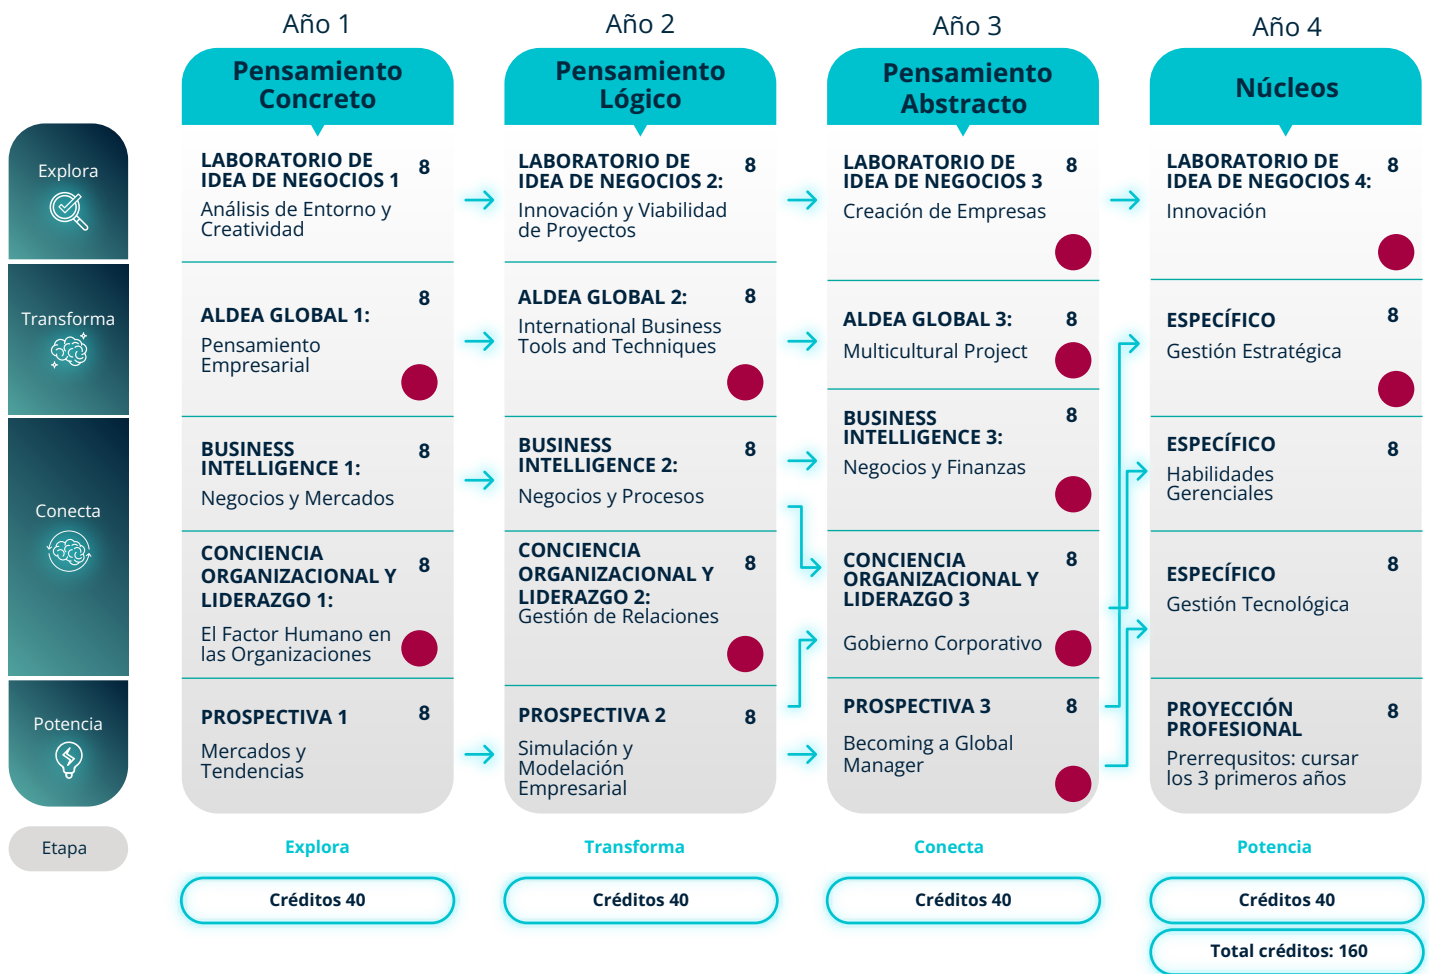 Año 1
Pensamiento
Concreto
LABORATORIO DE
IDEA DE NEGOCIOS 1
8
Análisis de Entorno y
Creatividad
ALDEA GLOBAL 1:
8
Pensamiento
Empresarial
BUSINESS
INTELLIGENCE 1:
8
Negocios y Mercados
CONCIENCIA
ORGANIZACIONAL Y
LIDERAZGO 1:
8
El Factor Humano en
las Organizaciones
PROSPECTIVA 1
8
Mercados y
Tendencias
Explora
Créditos 40
Año 2
Pensamiento
Lógico
LABORATORIO DE
IDEA DE NEGOCIOS 2:
8
Innovación y Viabilidad
de Proyectos
ALDEA GLOBAL 2:
8
International Business
Tools and Techniques
BUSINESS
INTELLIGENCE 2:
8
Negocios y Procesos
CONCIENCIA
ORGANIZACIONAL Y
LIDERAZGO 2:
8
Gestión de Relaciones
PROSPECTIVA 2
8
Simulación y
Modelación
Empresarial
Transforma
Créditos 40
Año 3
Pensamiento
Abstracto
LABORATORIO DE
IDEA DE NEGOCIOS 3
8
Creación de Empresas
ALDEA GLOBAL 3:
8
Multicultural Project
BUSINESS
INTELLIGENCE 3:
8
Negocios y Finanzas
CONCIENCIA
ORGANIZACIONAL Y
LIDERAZGO 3
8
Gobierno Corporativo
PROSPECTIVA 3
8
Becoming a Global
Manager
Conecta
Créditos 40
Año 4
Núcleos
LABORATORIO DE
IDEA DE NEGOCIOS 4:
8
Innovación
ESPECÍFICO
8
Gestión Estratégica
ESPECÍFICO
8
Habilidades
Gerenciales
ESPECÍFICO
8
Gestión Tecnológica
PROYECCIÓN
PROFESIONAL
8
Prerrequsitos: cursar
los 3 primeros años
Potencia
Créditos 40
Total créditos: 160
Explora
Transforma
Conecta
Potencia
Etapa